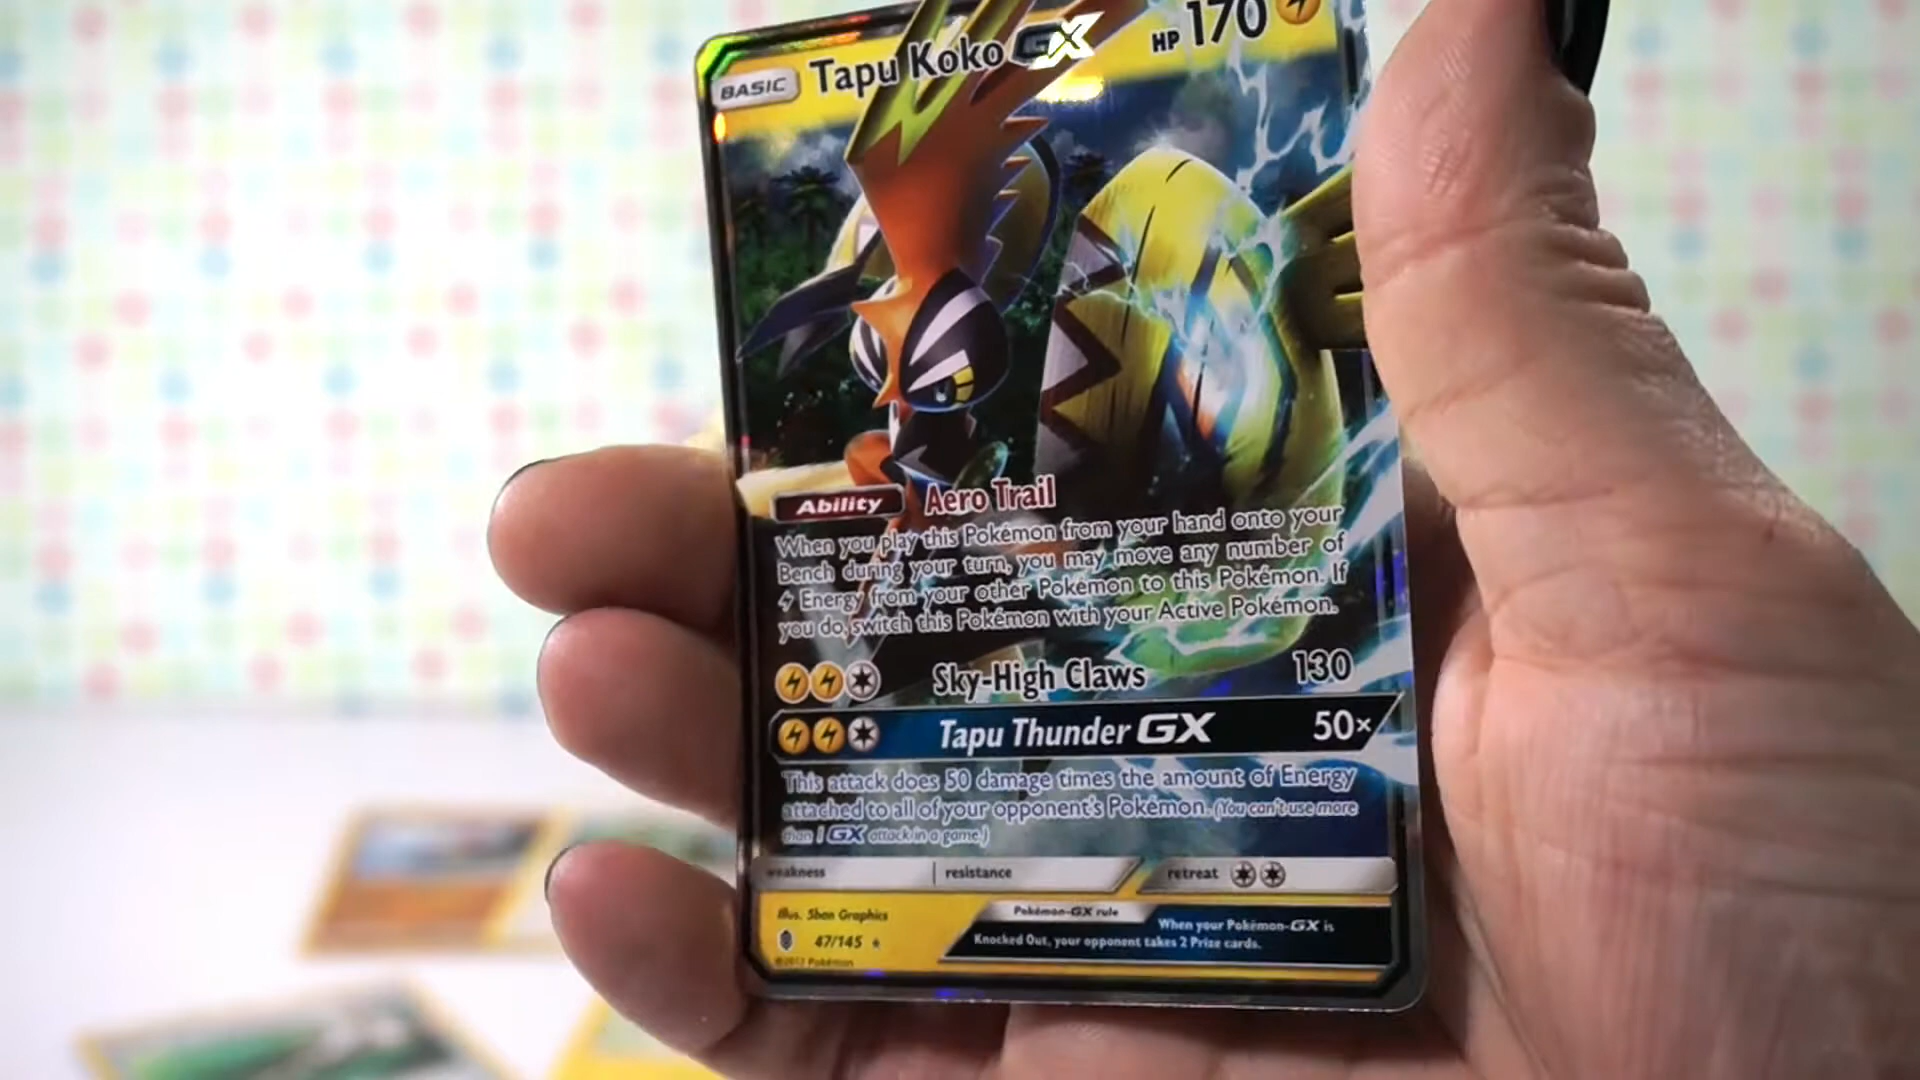 BASIC Tapu Koko GX HP 170
Ability Aero Trail
When you play this Pokémon from your hand onto your
Bench during your turn, you may move any number of
Energy from your other Pokémon to this Pokémon. If
you do, switch this Pokémon with your Active Pokémon.
Sky-High Claws 130
Tapu Thunder GX 50×
This attack does 50 damage times the amount of Energy
attached to all of your opponent's Pokémon. (You can't use more
than 1 GX attack in a game.)
weakness resistance retreat
Illus. 5ban Graphics
47/145
©2017 Pokémon
Pokémon-GX rule
When your Pokémon-GX is
Knocked Out, your opponent takes 2 Prize cards.